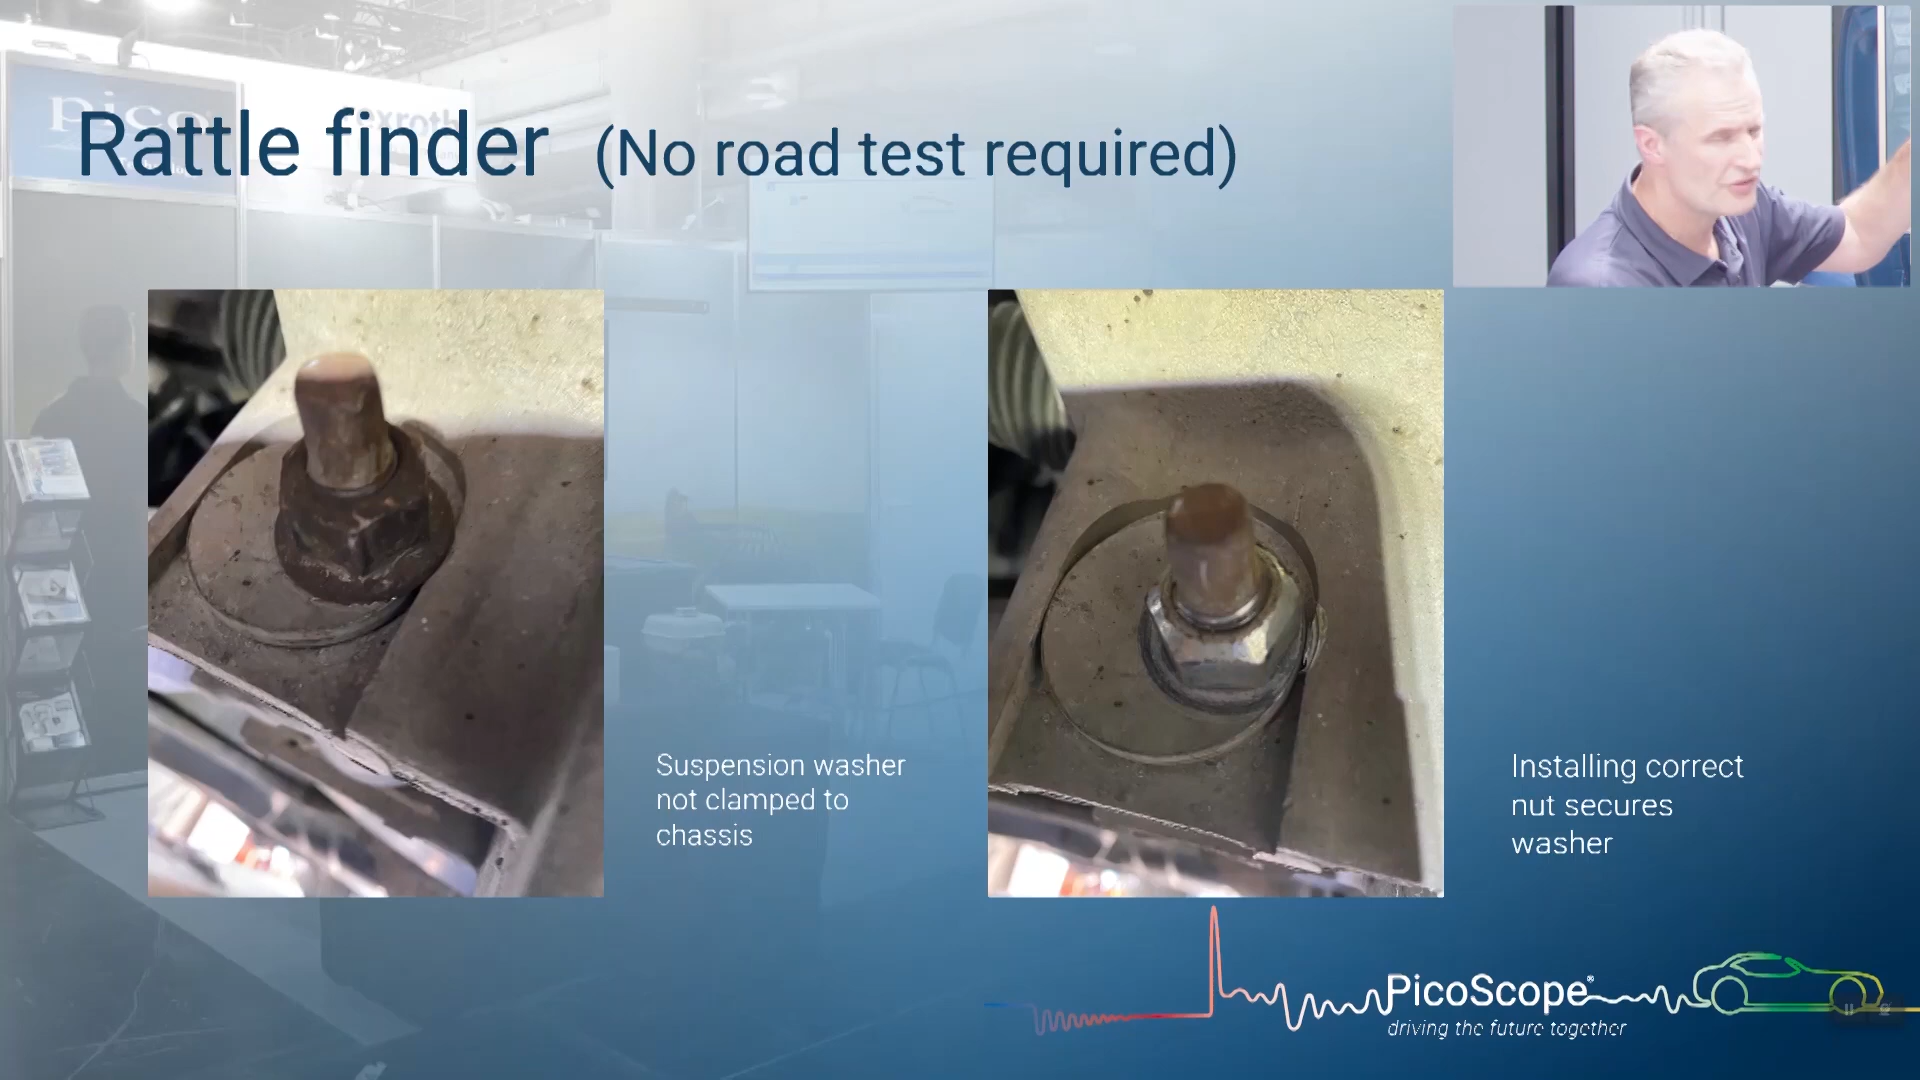 pico
Rattle finder (No road test required)
Suspension washer
not clamped to
chassis
Installing correct
nut secures
washer
PicoScope®
driving the future together